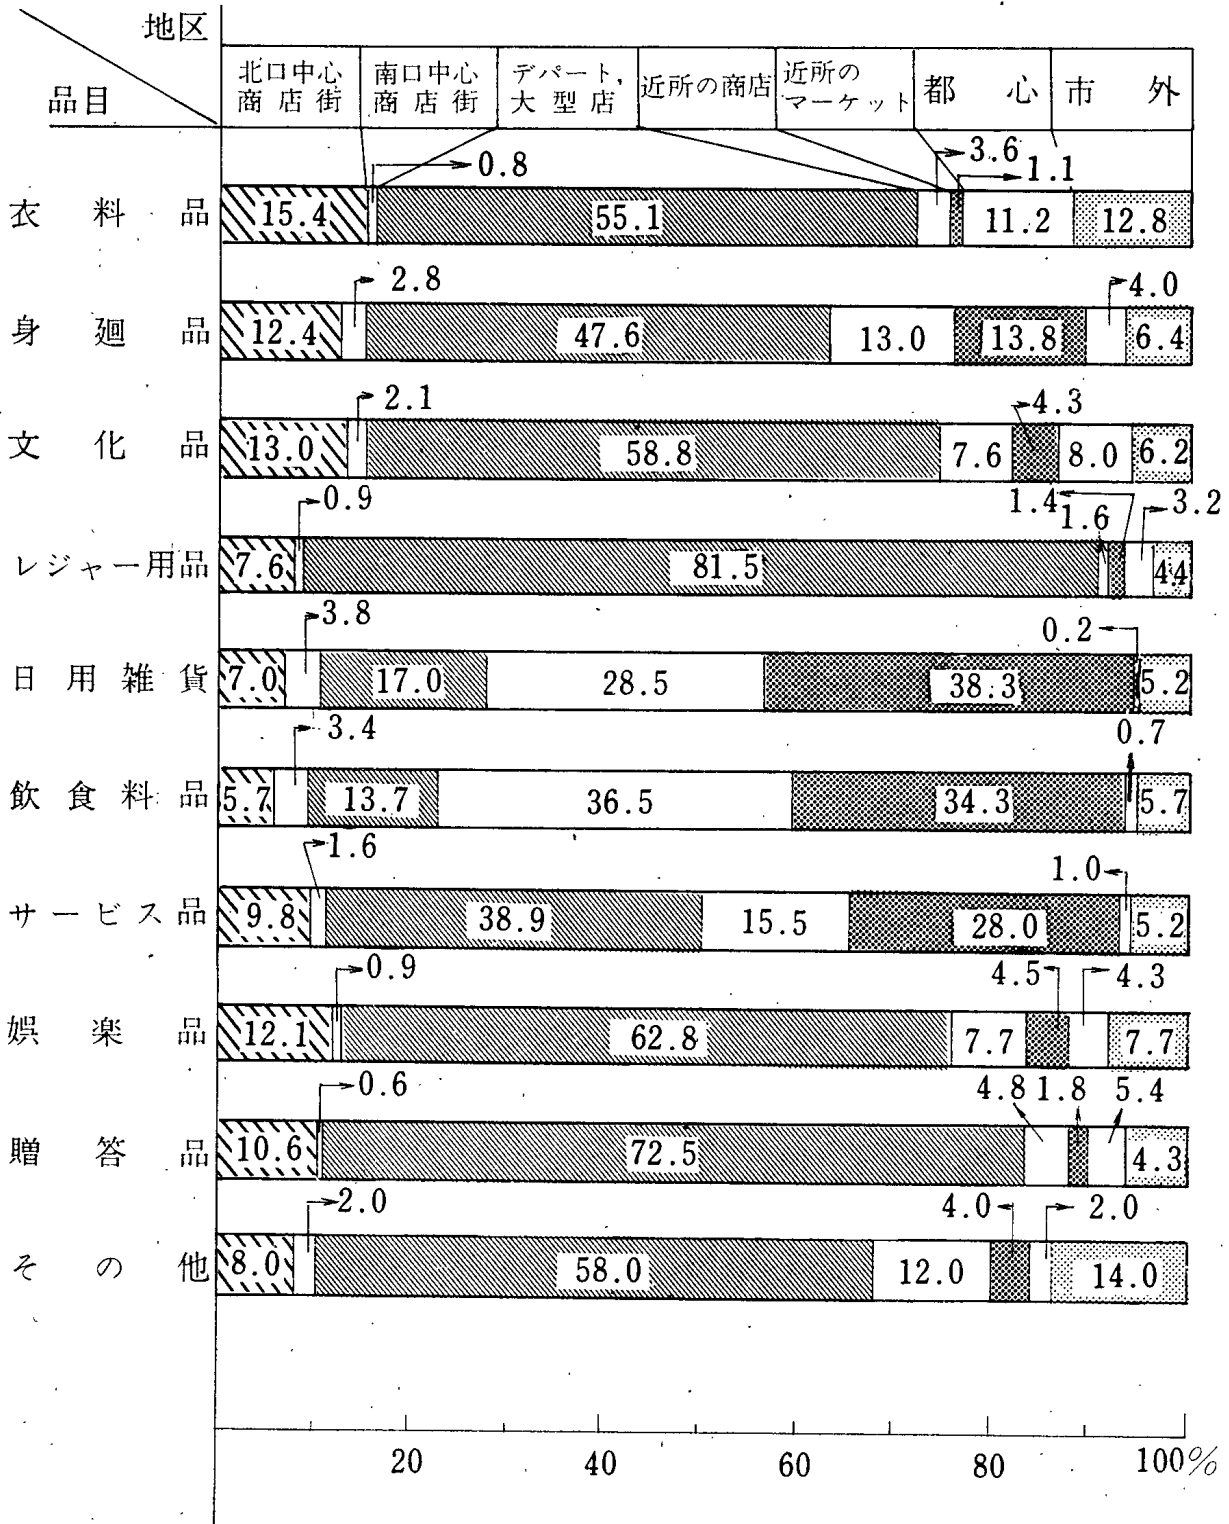 地区
品目
北口中心商店街
南口中心商店街
デパート，大型店
近所の商店
近所のマーケット
都心
市外
0.8 3.6 1.1
衣料品 15.4 55.1 11.2 12.8
2.8 4.0
身廻品 12.4 47.6 13.0 13.8 6.4
2.1 4.3
文化品 13.0 58.8 7.6 8.0 6.2
0.9 1.4 1.6 3.2
レジャー用品 7.6 81.5 4.4
3.8 0.2
日用雑貨 7.0 17.0 28.5 38.3 5.2
3.4 0.7
飲食料品 5.7 13.7 36.5 34.3 5.7
1.6 1.0
サービス品 9.8 38.9 15.5 28.0 5.2
0.9 4.5 4.3
娯楽品 12.1 62.8 7.7 7.7
0.6 4.8 1.8 5.4
贈答品 10.6 72.5 4.3
2.0 4.0 2.0
その他 8.0 58.0 12.0 14.0
20 40 60 80 100%